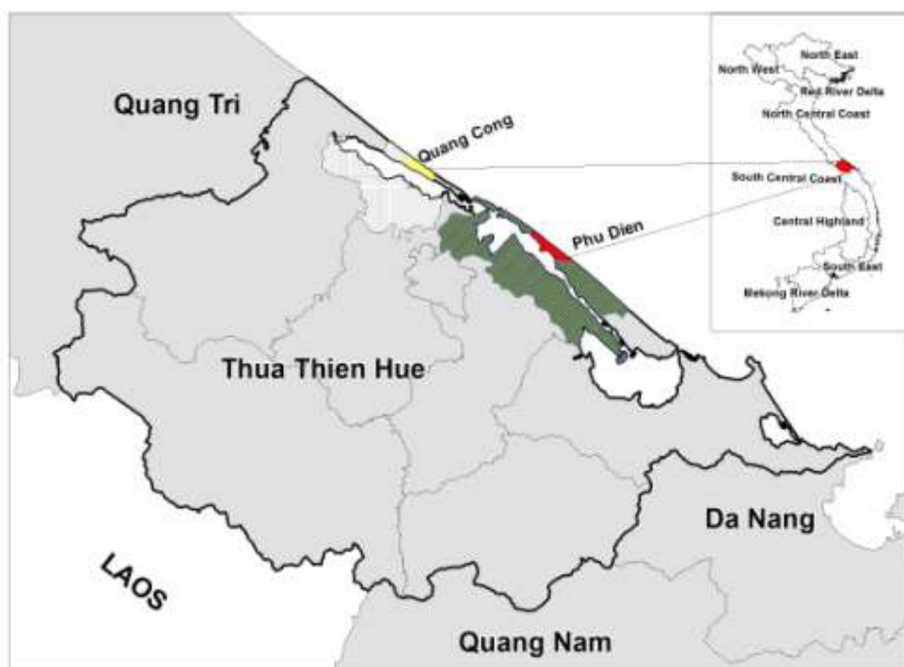 Quang Tri
Quang Cong
Phu Dien
Thua Thien Hue
Da Nang
LAOS
Quang Nam
North East
North West
Red River Delta
North Central Coast
South Central Coast
Central Highland
South East
Mekong River Delta